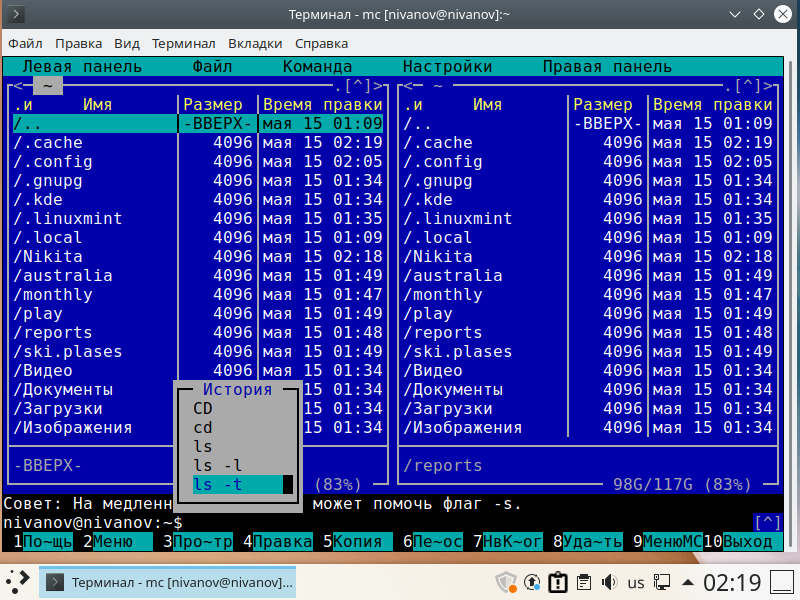 Терминал - mc [nivanov@nivanov]:~
Файл Правка Вид Терминал Вкладки Справка
Левая панель Файл Команда Настройки Правая панель
<─ ~ ─.[^]> <─ ~ ─.[^]>
.и Имя Размер Время правки .и Имя Размер Время правки
/.. -ВВЕРХ- мая 15 01:09 /.. -ВВЕРХ- мая 15 01:09
/.cache 4096 мая 15 02:19 /.cache 4096 мая 15 02:19
/.config 4096 мая 15 02:05 /.config 4096 мая 15 02:05
/.gnupg 4096 мая 15 01:34 /.gnupg 4096 мая 15 01:34
/.kde 4096 мая 15 01:34 /.kde 4096 мая 15 01:34
/.linuxmint 4096 мая 15 01:35 /.linuxmint 4096 мая 15 01:35
/.local 4096 мая 15 01:09 /.local 4096 мая 15 01:09
/Nikita 4096 мая 15 02:18 /Nikita 4096 мая 15 02:18
/australia 4096 мая 15 01:49 /australia 4096 мая 15 01:49
/monthly 4096 мая 15 01:47 /monthly 4096 мая 15 01:47
/play 4096 мая 15 01:49 /play 4096 мая 15 01:49
/reports 4096 мая 15 01:48 /reports 4096 мая 15 01:48
/ski.plases 4096 мая 15 01:49 /ski.plases 4096 мая 15 01:49
/Видео 4096 мая 15 01:34 /Видео 4096 мая 15 01:34
/Документы 15 01:34 /Документы 4096 мая 15 01:34
/Загрузки 15 01:34 /Загрузки 4096 мая 15 01:34
/Изображения 15 01:34 /Изображения 4096 мая 15 01:34
История
CD
cd
ls
ls -l
ls -t
-ВВЕРХ- /reports
(83%) 98G/117G (83%)
Совет: На медленн может помочь флаг -s.
nivanov@nivanov:~$ [^]
1По~щь 2Меню 3Про~тр 4Правка 5Копия 6Пе~ос 7НвК~ог 8Уда~ть 9МенюМС 10Выход
Терминал - mc [nivanov@nivanov]... us 02:19